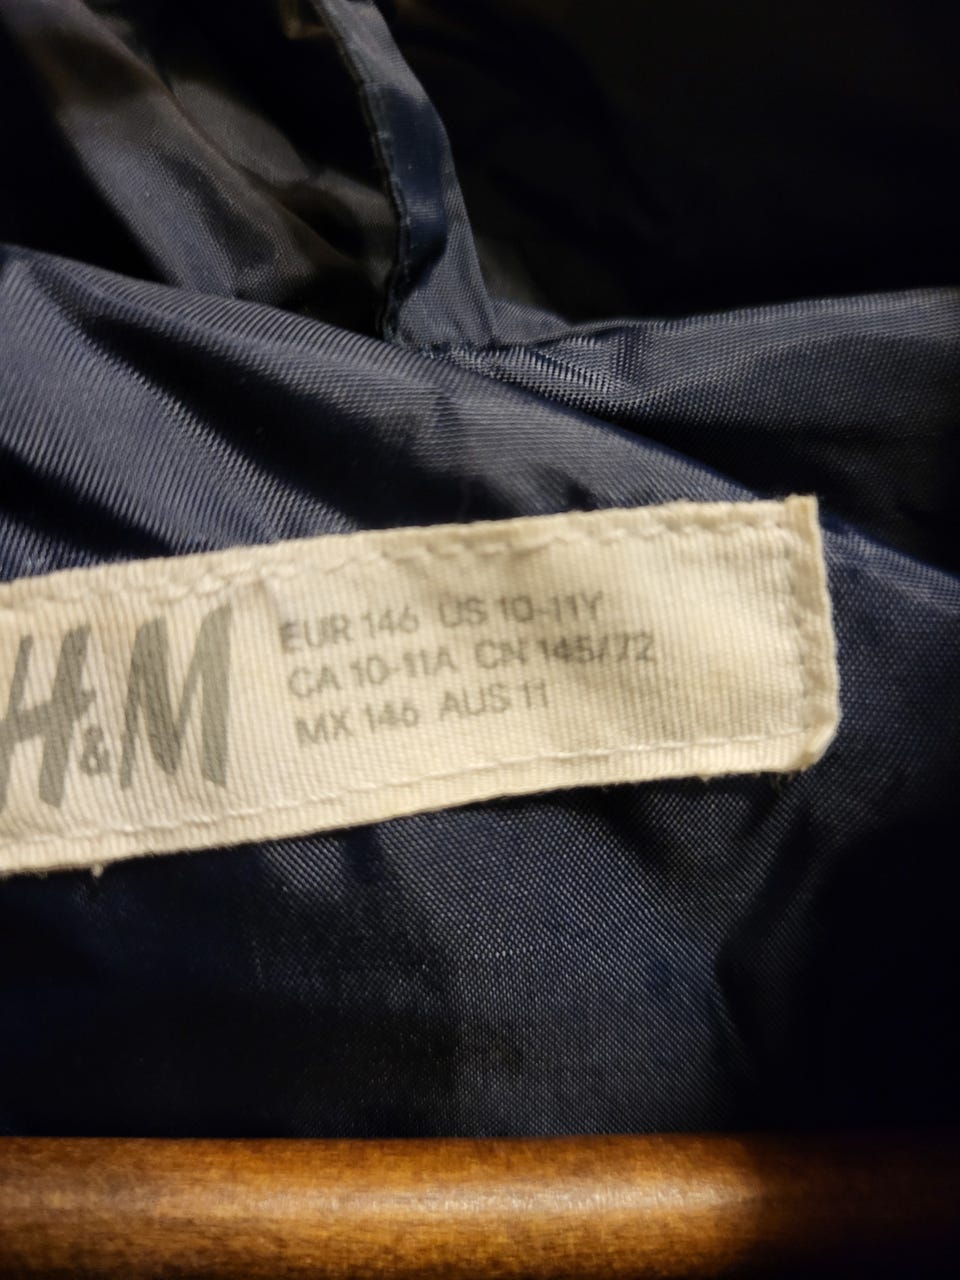 H&M
EUR 146 US 10-11Y
CA 10-11A CN 145/72
MX 146 AUS 11